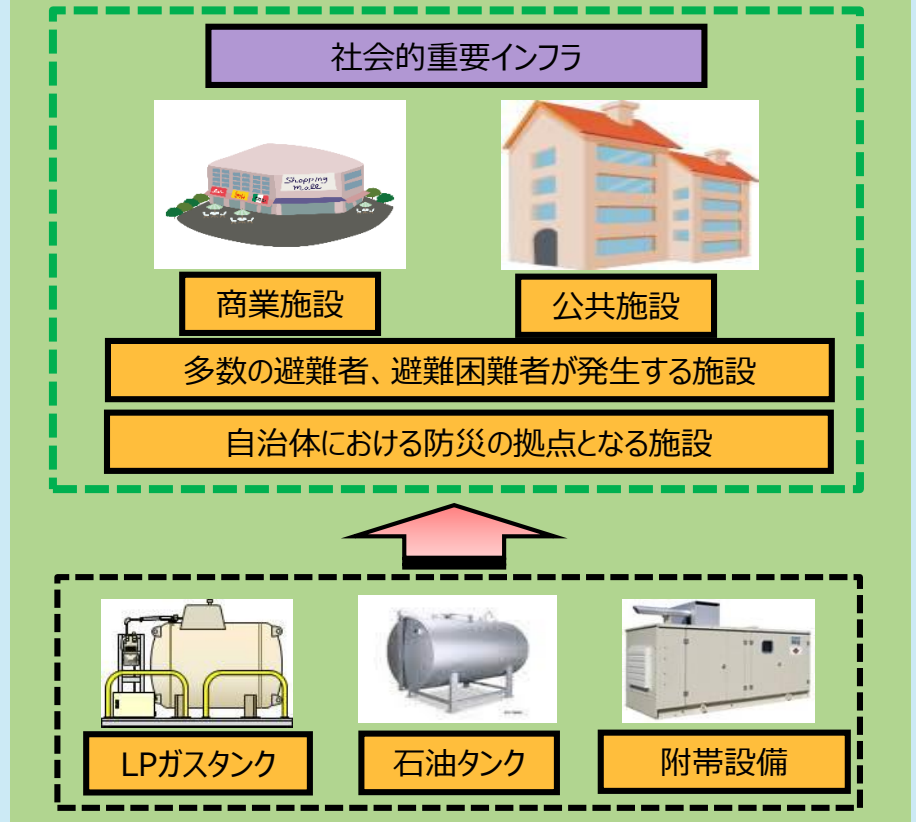 社会的重要インフラ
Shopping
Mall
商業施設
公共施設
多数の避難者、避難困難者が発生する施設
自治体における防災の拠点となる施設
LPガスタンク
石油タンク
附帯設備